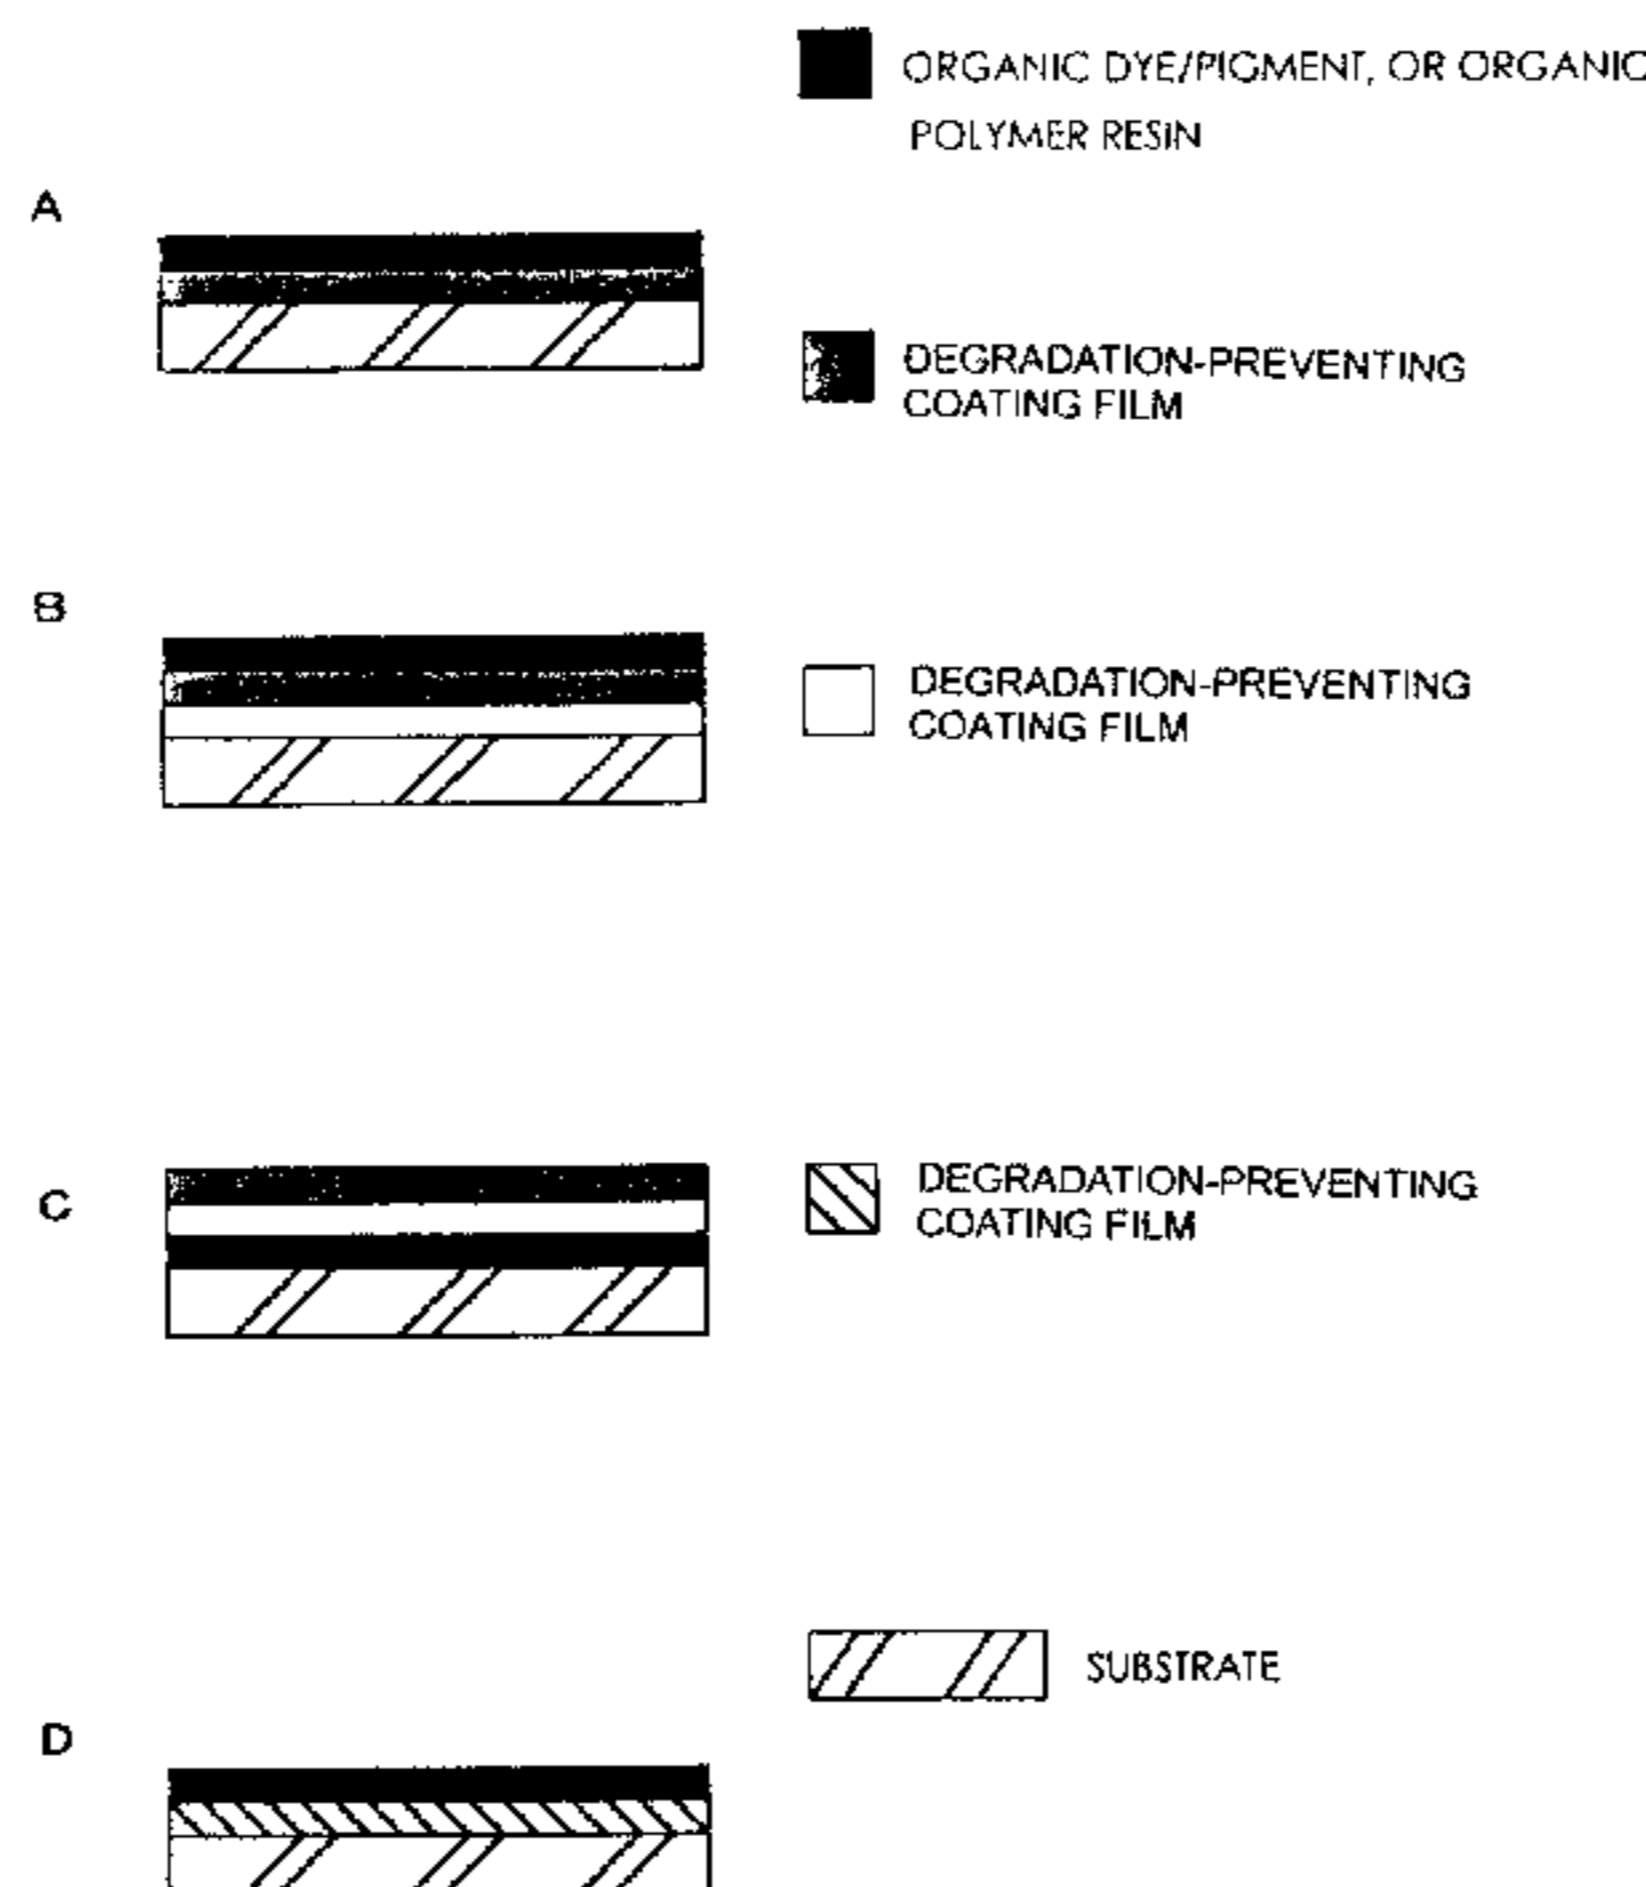 ORGANIC DYE/PIGMENT, OR ORGANIC
POLYMER RESIN
A
DEGRADATION-PREVENTING
COATING FILM
B
DEGRADATION-PREVENTING
COATING FILM
C
DEGRADATION-PREVENTING
COATING FILM
SUBSTRATE
D